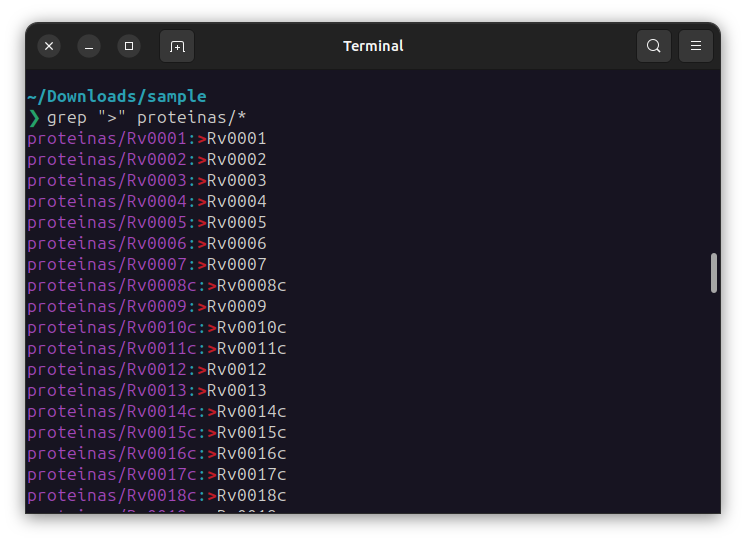 Terminal
~/Downloads/sample
❯ grep ">" proteinas/*
proteinas/Rv0001:>Rv0001
proteinas/Rv0002:>Rv0002
proteinas/Rv0003:>Rv0003
proteinas/Rv0004:>Rv0004
proteinas/Rv0005:>Rv0005
proteinas/Rv0006:>Rv0006
proteinas/Rv0007:>Rv0007
proteinas/Rv0008c:>Rv0008c
proteinas/Rv0009:>Rv0009
proteinas/Rv0010c:>Rv0010c
proteinas/Rv0011c:>Rv0011c
proteinas/Rv0012:>Rv0012
proteinas/Rv0013:>Rv0013
proteinas/Rv0014c:>Rv0014c
proteinas/Rv0015c:>Rv0015c
proteinas/Rv0016c:>Rv0016c
proteinas/Rv0017c:>Rv0017c
proteinas/Rv0018c:>Rv0018c